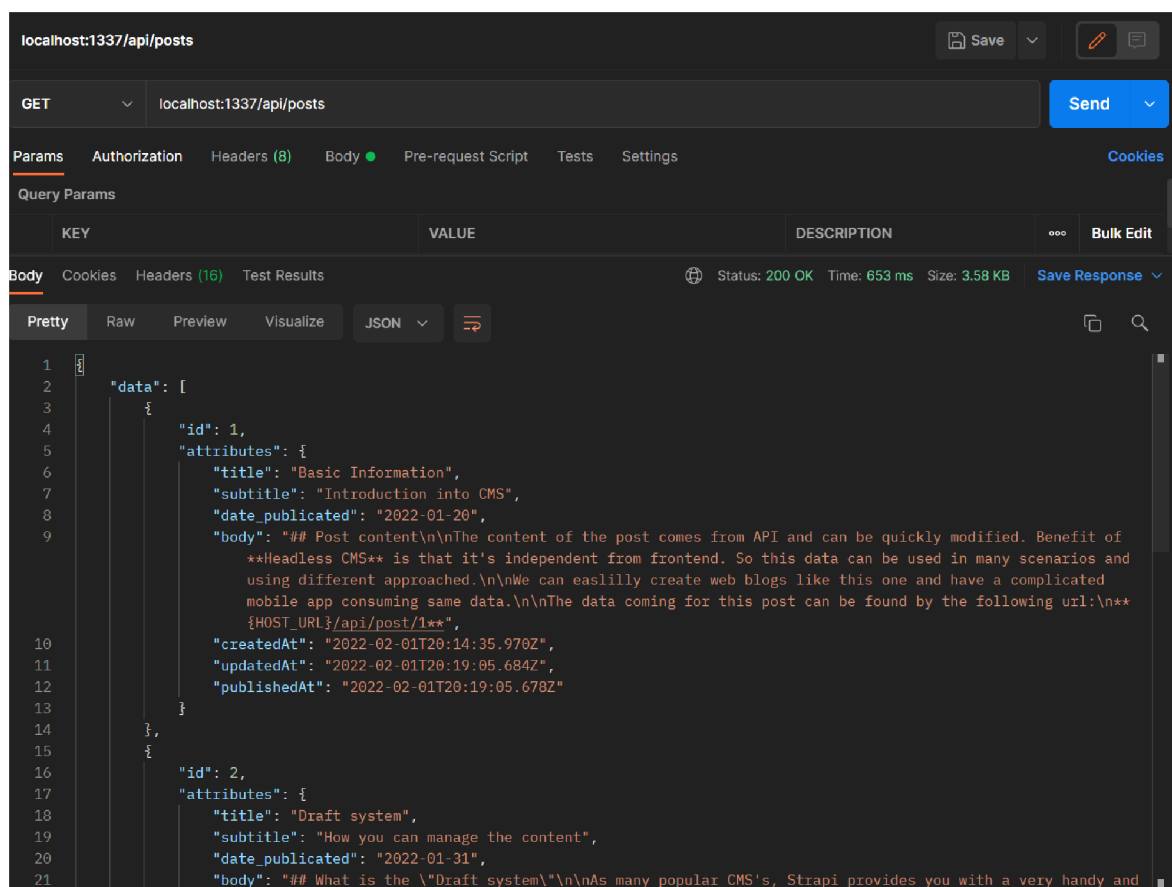 localhost:1337/api/posts
Save
GET localhost:1337/api/posts Send
Params Authorization Headers (8) Body Pre-request Script Tests Settings Cookies
Query Params
KEY VALUE DESCRIPTION ooo Bulk Edit
Body Cookies Headers (16) Test Results Status: 200 OK Time: 653 ms Size: 3.58 KB Save Response
Pretty Raw Preview Visualize JSON
1 {
2 "data": [
3 {
4 "id": 1,
5 "attributes": {
6 "title": "Basic Information",
7 "subtitle": "Introduction into CMS",
8 "date_publicated": "2022-01-20",
9 "body": "## Post content\n\nThe content of the post comes from API and can be quickly modified. Benefit of
**Headless CMS** is that it's independent from frontend. So this data can be used in many scenarios and
using different approached.\n\nWe can easlilly create web blogs like this one and have a complicated
mobile app consuming same data.\n\nThe data coming for this post can be found by the following url:\n**
{HOST_URL}/api/post/1**",
10 "createdAt": "2022-02-01T20:14:35.970Z",
11 "updatedAt": "2022-02-01T20:19:05.684Z",
12 "publishedAt": "2022-02-01T20:19:05.678Z"
13 }
14 },
15 {
16 "id": 2,
17 "attributes": {
18 "title": "Draft system",
19 "subtitle": "How you can manage the content",
20 "date_publicated": "2022-01-31",
21 "body": "## What is the \"Draft system\"\n\nAs many popular CMS's, Strapi provides you with a very handy and